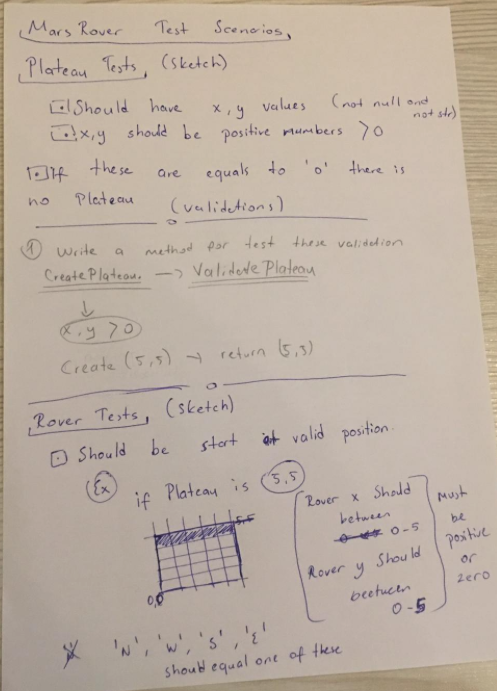 Mars Rover Test Scenarios,
Plateau Tests, (Sketch)
Should have x, y values (not null and
not str)
x,y should be positive numbers >0
If these are equals to 'o' there is
no Plateau (validations)
① Write a method for test these validation
CreatePlateau. → ValidatePlateau
↓
x, y > 0
Create (5,5) → return (5,5)
Rover Tests, (Sketch)
Should be start at valid position.
Ex if Plateau is (5,5)
5,5
0,0
Rover x Should
between
0-5
Rover y Should
beetween
0-5
Must
be
positive
or
zero
'N', 'W', 'S', 'E'
should equal one of these